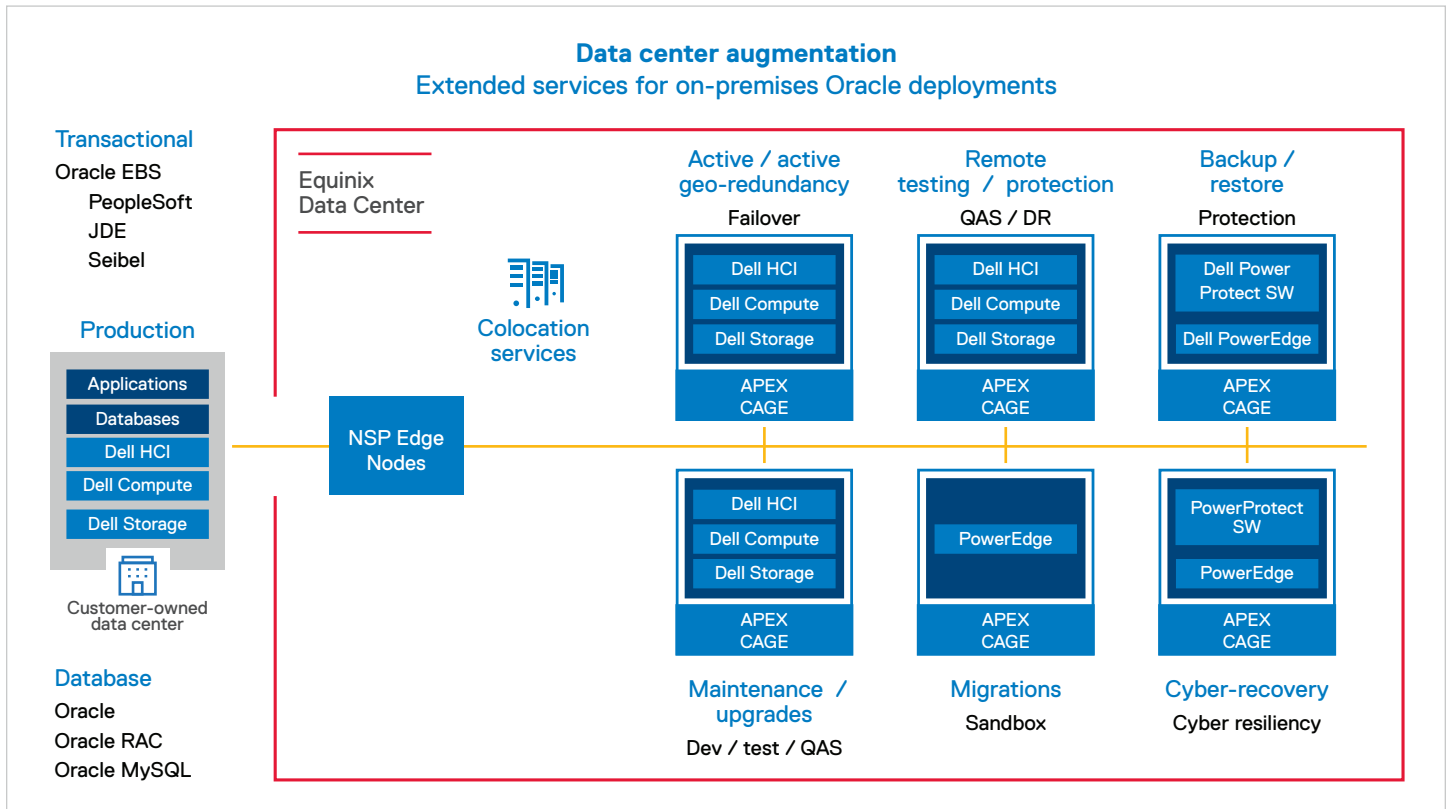 Data center augmentation
Extended services for on-premises Oracle deployments
Transactional
Oracle EBS
PeopleSoft
JDE
Seibel
Production
Applications
Databases
Dell HCI
Dell Compute
Dell Storage
Customer-owned
data center
Database
Oracle
Oracle RAC
Oracle MySQL
Equinix
Data Center
Colocation
services
NSP Edge
Nodes
Active / active
geo-redundancy
Failover
Dell HCI
Dell Compute
Dell Storage
APEX
CAGE
Remote
testing / protection
QAS / DR
Dell HCI
Dell Compute
Dell Storage
APEX
CAGE
Backup /
restore
Protection
Dell Power
Protect SW
Dell PowerEdge
APEX
CAGE
Dell HCI
Dell Compute
Dell Storage
APEX
CAGE
Maintenance /
upgrades
Dev / test / QAS
PowerEdge
APEX
CAGE
Migrations
Sandbox
PowerProtect
SW
PowerEdge
APEX
CAGE
Cyber-recovery
Cyber resiliency